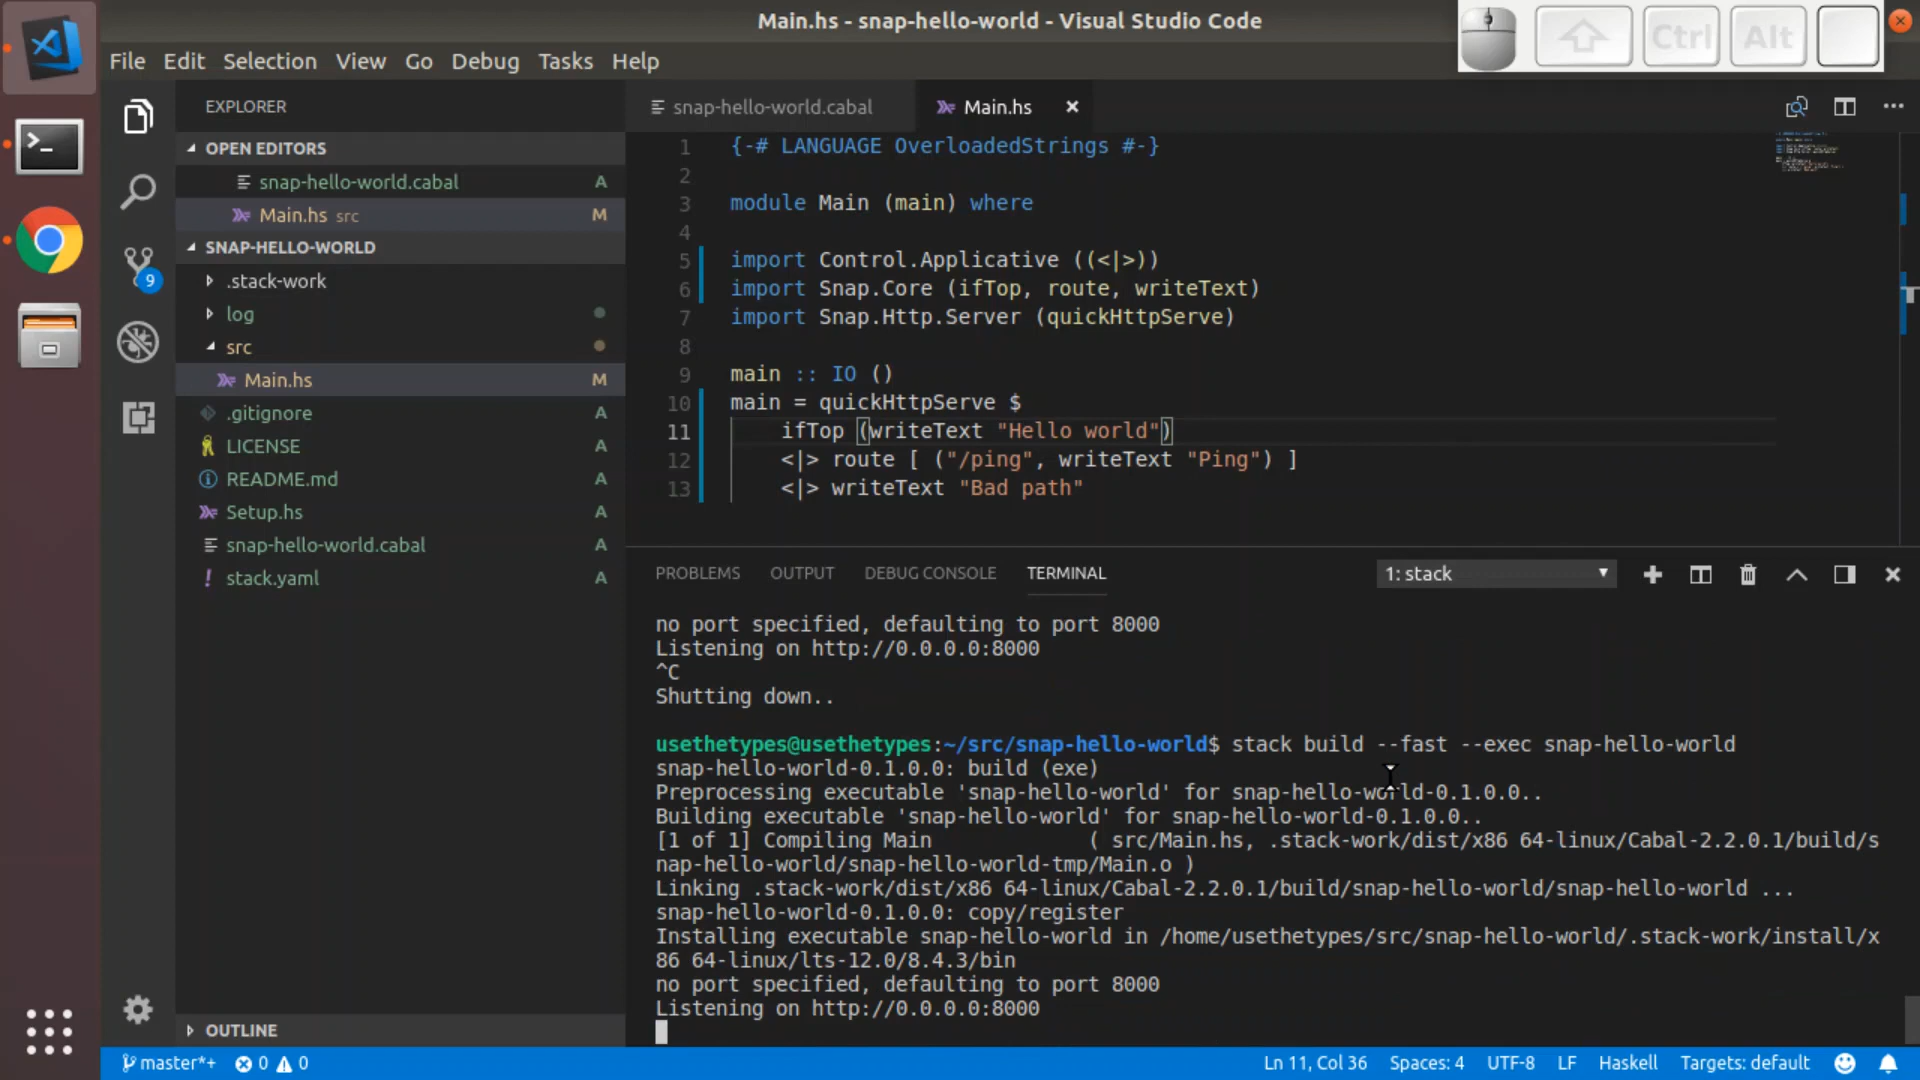 Main.hs - snap-hello-world - Visual Studio Code
Ctrl
Alt
File Edit Selection View Go Debug Tasks Help
EXPLORER
OPEN EDITORS
snap-hello-world.cabal A
Main.hs src M
SNAP-HELLO-WORLD
.stack-work
log
src
Main.hs M
.gitignore A
LICENSE A
README.md A
Setup.hs A
snap-hello-world.cabal A
stack.yaml A
OUTLINE
9
snap-hello-world.cabal
Main.hs
1 {-# LANGUAGE OverloadedStrings #-}
2
3 module Main (main) where
4
5 import Control.Applicative ((<|>))
6 import Snap.Core (ifTop, route, writeText)
7 import Snap.Http.Server (quickHttpServe)
8
9 main :: IO ()
10 main = quickHttpServe $
11 ifTop (writeText "Hello world")
12 <|> route [ ("/ping", writeText "Ping") ]
13 <|> writeText "Bad path"
PROBLEMS OUTPUT DEBUG CONSOLE TERMINAL
1: stack
no port specified, defaulting to port 8000
Listening on http://0.0.0.0:8000
^C
Shutting down..
usethetypes@usethetypes:~/src/snap-hello-world$ stack build --fast --exec snap-hello-world
snap-hello-world-0.1.0.0: build (exe)
Preprocessing executable 'snap-hello-world' for snap-hello-world-0.1.0.0..
Building executable 'snap-hello-world' for snap-hello-world-0.1.0.0..
[1 of 1] Compiling Main ( src/Main.hs, .stack-work/dist/x86 64-linux/Cabal-2.2.0.1/build/s
nap-hello-world/snap-hello-world-tmp/Main.o )
Linking .stack-work/dist/x86 64-linux/Cabal-2.2.0.1/build/snap-hello-world/snap-hello-world ...
snap-hello-world-0.1.0.0: copy/register
Installing executable snap-hello-world in /home/usethetypes/src/snap-hello-world/.stack-work/install/x
86 64-linux/lts-12.0/8.4.3/bin
no port specified, defaulting to port 8000
Listening on http://0.0.0.0:8000
master*+ 0 0
Ln 11, Col 36 Spaces: 4 UTF-8 LF Haskell Targets: default